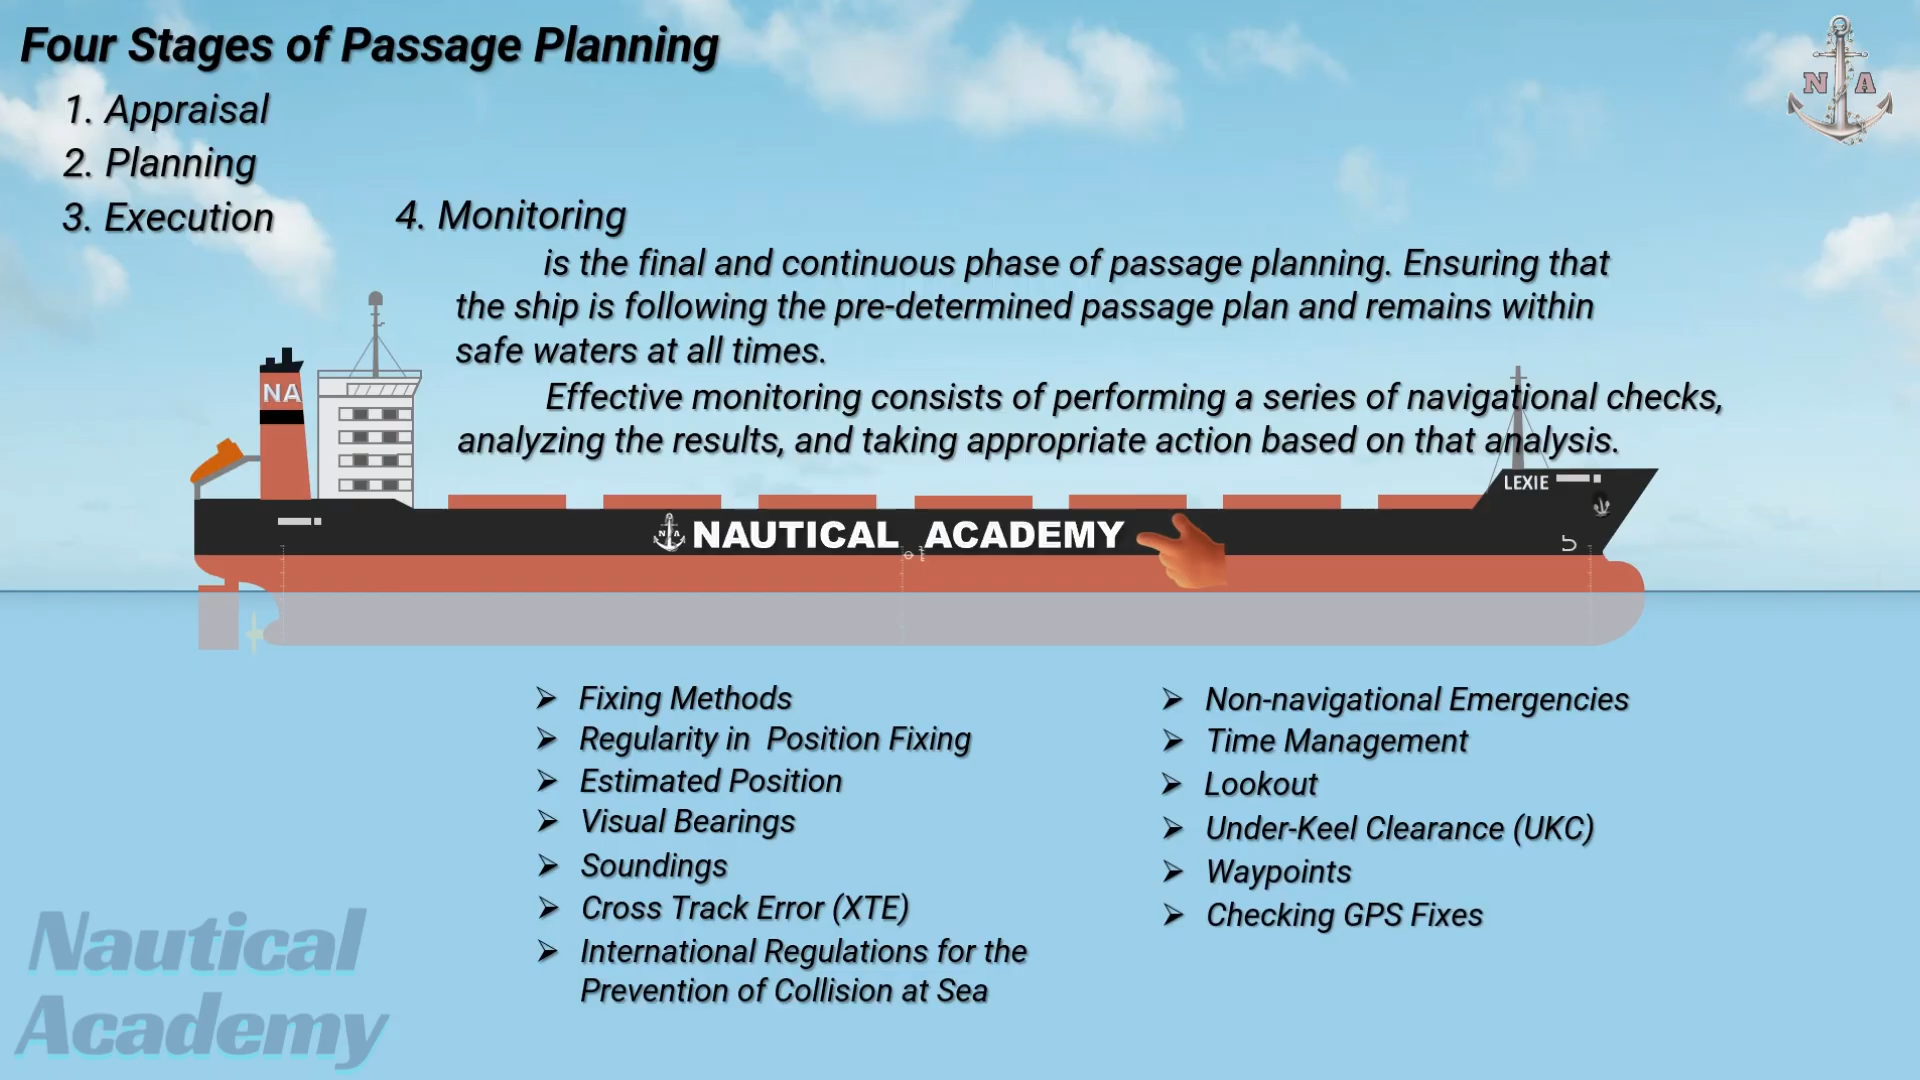 Four Stages of Passage Planning
N A
1. Appraisal
2. Planning
3. Execution
4. Monitoring
is the final and continuous phase of passage planning. Ensuring that
the ship is following the pre-determined passage plan and remains within
safe waters at all times.
Effective monitoring consists of performing a series of navigational checks,
analyzing the results, and taking appropriate action based on that analysis.
NA
LEXIE
N A NAUTICAL ACADEMY
➢ Fixing Methods
➢ Regularity in Position Fixing
➢ Estimated Position
➢ Visual Bearings
➢ Soundings
➢ Cross Track Error (XTE)
➢ International Regulations for the
Prevention of Collision at Sea
➢ Non-navigational Emergencies
➢ Time Management
➢ Lookout
➢ Under-Keel Clearance (UKC)
➢ Waypoints
➢ Checking GPS Fixes
Nautical
Academy